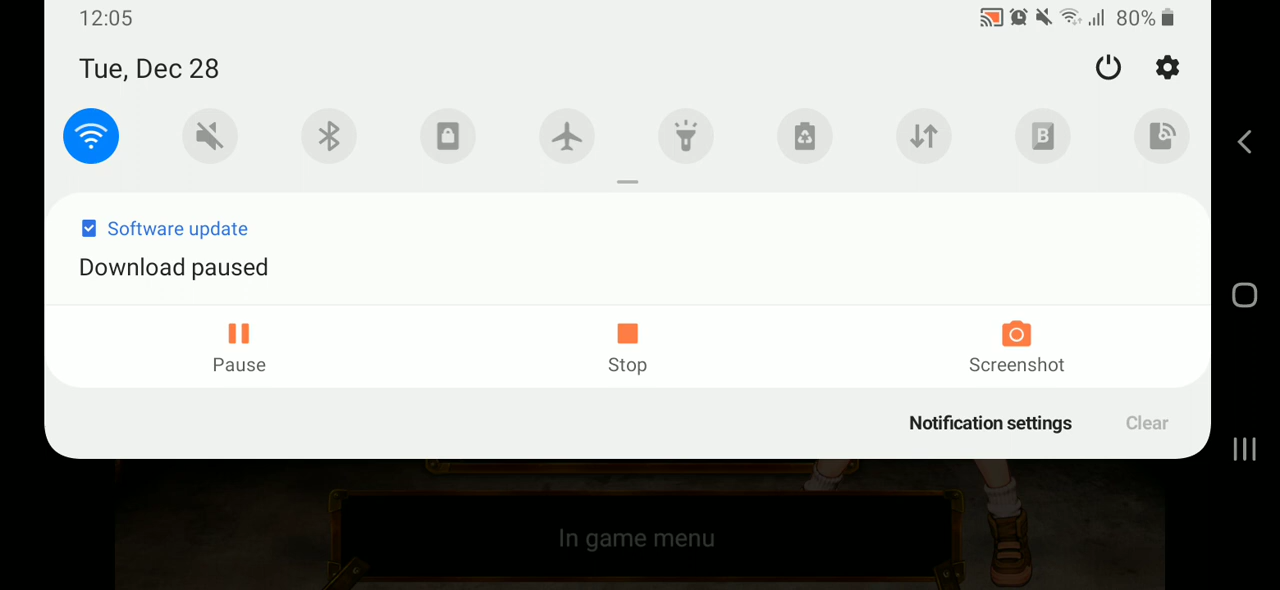 12:05
80%
Tue, Dec 28
B
Software update
Download paused
Pause
Stop
Screenshot
Notification settings
Clear
In game menu